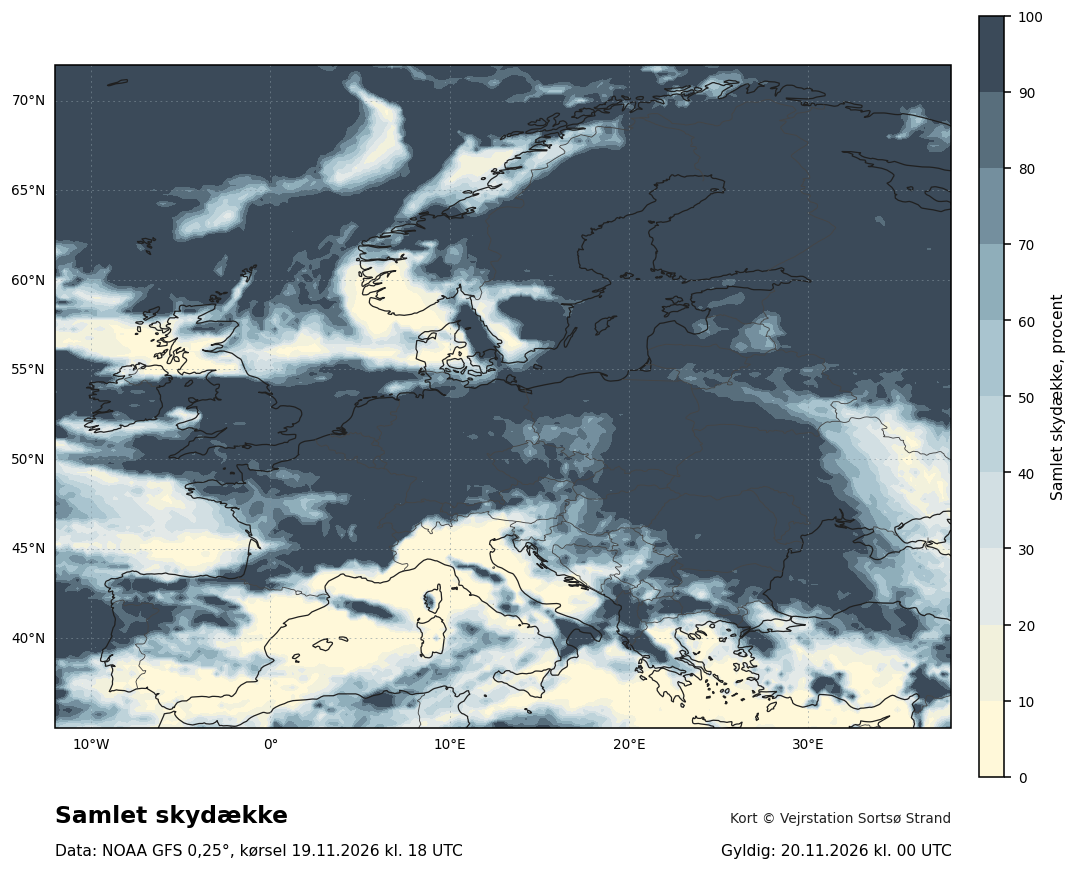 100
90
80
70
60
50
40
30
20
10
0
Samlet skydække, procent
70°N
65°N
60°N
55°N
50°N
45°N
40°N
10°W
0°
10°E
20°E
30°E
Samlet skydække
Kort © Vejrstation Sortsø Strand
Data: NOAA GFS 0,25°, kørsel 19.11.2026 kl. 18 UTC
Gyldig: 20.11.2026 kl. 00 UTC